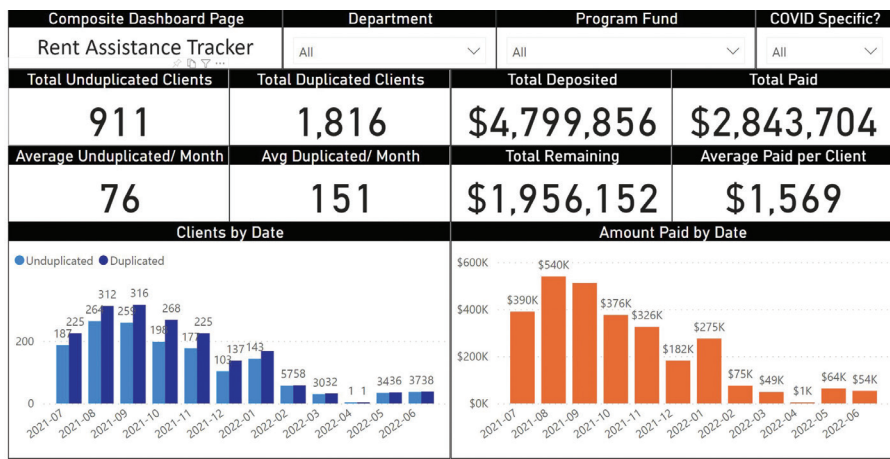 Composite Dashboard Page
Department
Program Fund
COVID Specific?
Rent Assistance Tracker
All
All
All
Total Unduplicated Clients
Total Duplicated Clients
Total Deposited
Total Paid
911
1,816
$4,799,856
$2,843,704
Average Unduplicated/ Month
Avg Duplicated/ Month
Total Remaining
Average Paid per Client
76
151
$1,956,152
$1,569
Clients by Date
Unduplicated Duplicated
200
0
187
225
264
312
259
316
198
268
177
225
103
137
143
57 58
30 32
1 1
34 36
37 38
2021-07
2021-08
2021-09
2021-10
2021-11
2021-12
2022-01
2022-02
2022-03
2022-04
2022-05
2022-06
Amount Paid by Date
$600K
$400K
$200K
$0K
$390K
$540K
$376K
$326K
$182K
$275K
$75K
$49K
$1K
$64K
$54K
2021-07
2021-08
2021-09
2021-10
2021-11
2021-12
2022-01
2022-02
2022-03
2022-04
2022-05
2022-06